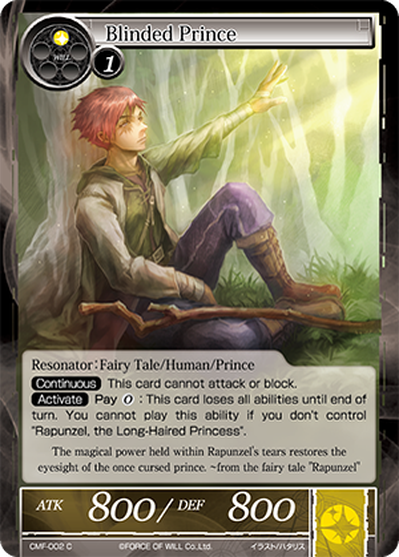 Blinded Prince
WILL
1
Resonator : Fairy Tale/Human/Prince
Continuous This card cannot attack or block.
Activate Pay 0 : This card loses all abilities until end
of turn. You cannot play this ability if you don't control
"Rapunzel, the Long-Haired Princess".
The magical power held within Rapunzel's tears restores the
eyesight of the once cursed prince. ~from the fairy tale "Rapunzel"
ATK 800 / DEF 800
CMF-002 C ©FORCE OF WILL Co.,Ltd. イラスト/ハタリス